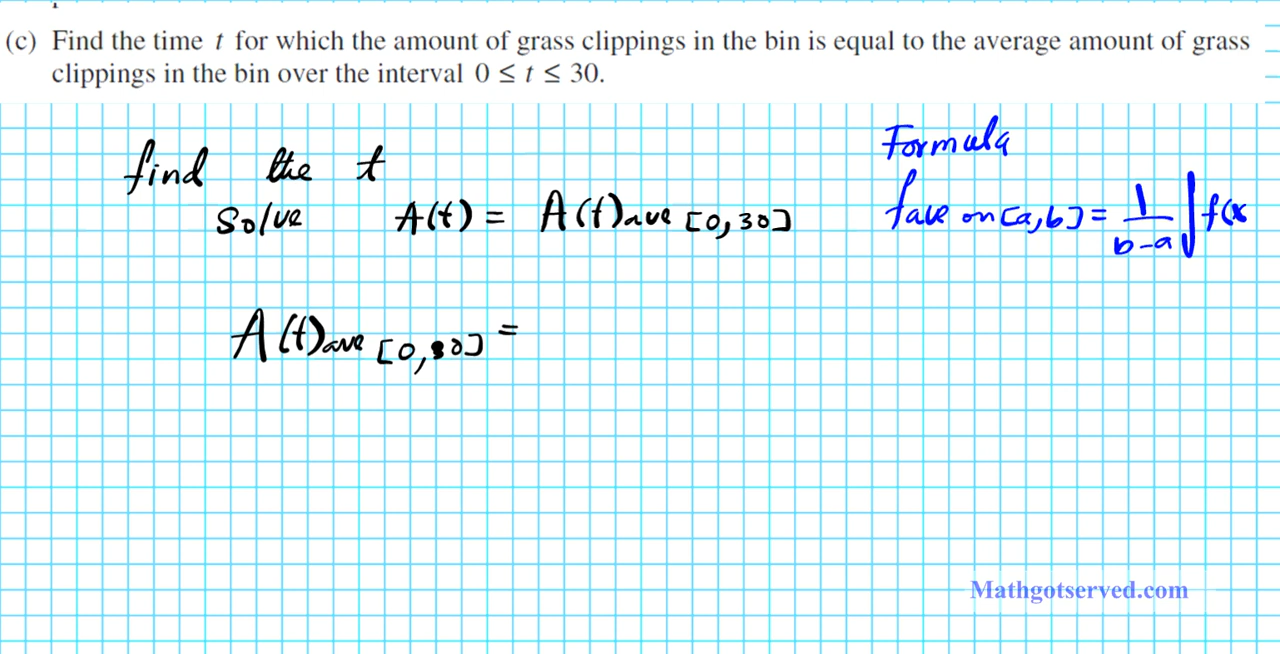 (c) Find the time t for which the amount of grass clippings in the bin is equal to the average amount of grass
clippings in the bin over the interval 0 ≤ t ≤ 30.
find the t
Solve A(t) = A(t)ave [0,30]
Formula
fave on [a,b] = 1/b-a ∫ f(x
A(t)ave [0,30] =
Mathgotserved.com